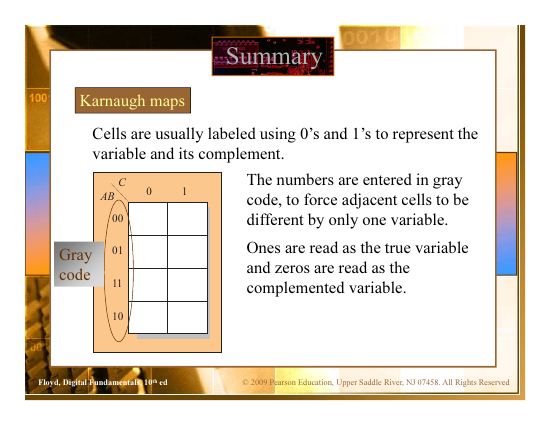 Summary
Karnaugh maps
Cells are usually labeled using 0’s and 1’s to represent the
variable and its complement.
C
AB
0 1
00
01
11
10
Gray
code
The numbers are entered in gray
code, to force adjacent cells to be
different by only one variable.
Ones are read as the true variable
and zeros are read as the
complemented variable.
Floyd, Digital Fundamentals, 10th ed
© 2009 Pearson Education, Upper Saddle River, NJ 07458. All Rights Reserved